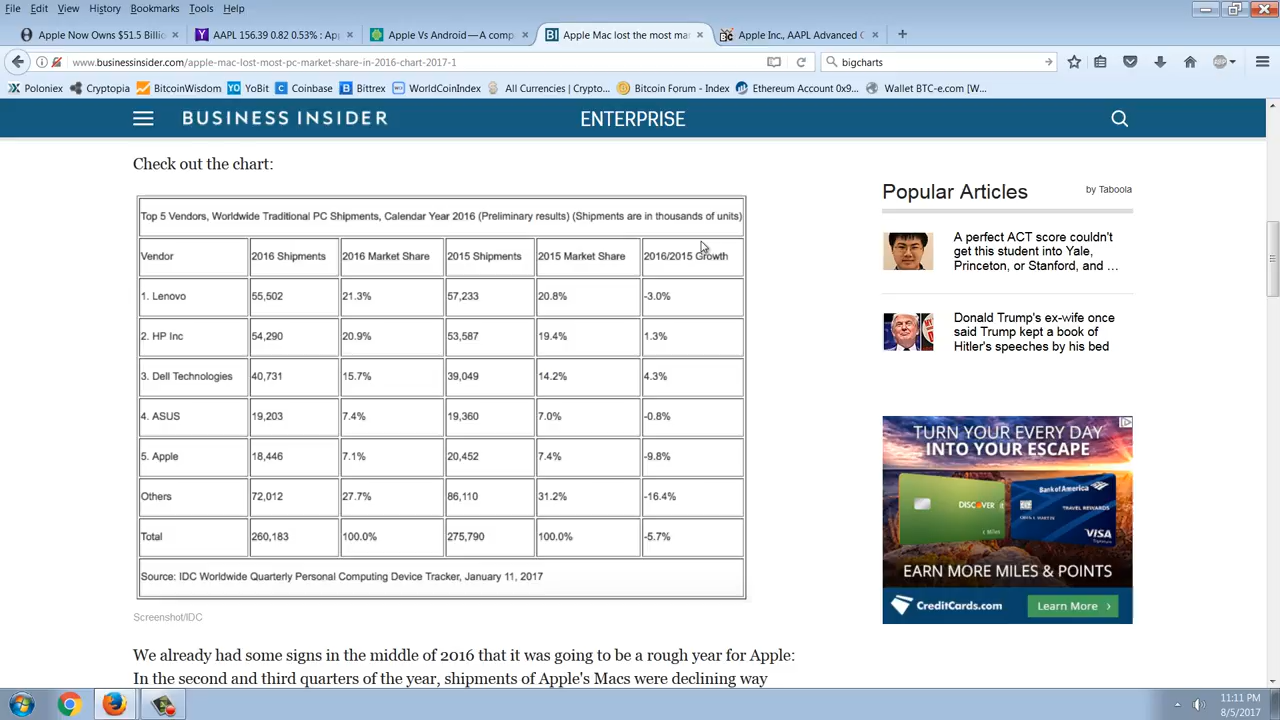 File Edit View History Bookmarks Tools Help
Apple Now Owns $51.5 Billi... × AAPL 156.39 0.82 0.53% : Ap... × Apple Vs Android — A comp... × BI Apple Mac lost the most ma... × Apple Inc., AAPL Advanced C... × +
www.businessinsider.com/apple-mac-lost-most-pc-market-share-in-2016-chart-2017-1 bigcharts
Poloniex Cryptopia BitcoinWisdom YO YoBit Coinbase Bittrex WorldCoinIndex All Currencies | Crypto... Bitcoin Forum - Index Ethereum Account 0x9... Wallet BTC-e.com [W...
BUSINESS INSIDER ENTERPRISE
Check out the chart:
Top 5 Vendors, Worldwide Traditional PC Shipments, Calendar Year 2016 (Preliminary results) (Shipments are in thousands of units)
Vendor 2016 Shipments 2016 Market Share 2015 Shipments 2015 Market Share 2016/2015 Growth
1. Lenovo 55,502 21.3% 57,233 20.8% -3.0%
2. HP Inc 54,290 20.9% 53,587 19.4% 1.3%
3. Dell Technologies 40,731 15.7% 39,049 14.2% 4.3%
4. ASUS 19,203 7.4% 19,360 7.0% -0.8%
5. Apple 18,446 7.1% 20,452 7.4% -9.8%
Others 72,012 27.7% 86,110 31.2% -16.4%
Total 260,183 100.0% 275,790 100.0% -5.7%
Source: IDC Worldwide Quarterly Personal Computing Device Tracker, January 11, 2017
Screenshot/IDC
We already had some signs in the middle of 2016 that it was going to be a rough year for Apple:
In the second and third quarters of the year, shipments of Apple's Macs were declining way
Popular Articles by Taboola
A perfect ACT score couldn't
get this student into Yale,
Princeton, or Stanford, and ...
Donald Trump's ex-wife once
said Trump kept a book of
Hitler's speeches by his bed
TURN YOUR EVERY DAY
INTO YOUR ESCAPE
DISCOVER
Bank of America
TRAVEL REWARDS
VISA
EARN MORE MILES & POINTS
CreditCards.com Learn More >
11:11 PM
8/5/2017